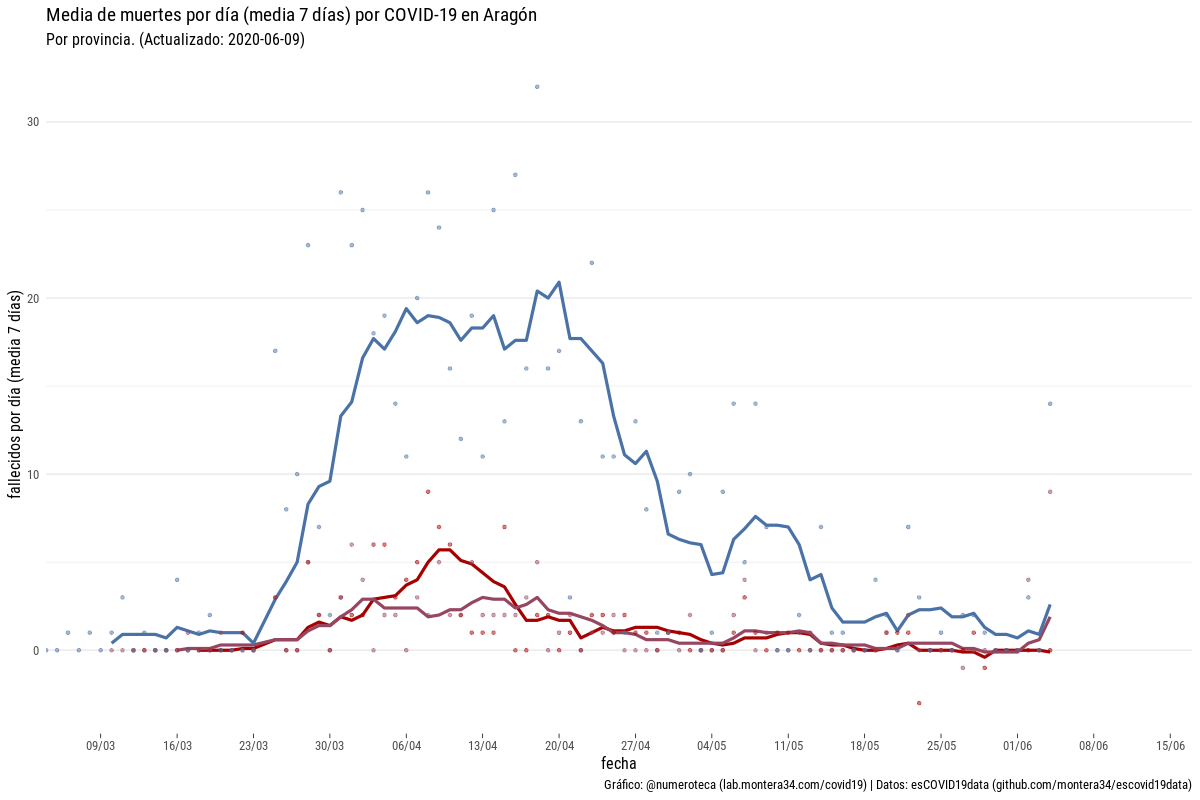 Media de muertes por día (media 7 días) por COVID-19 en Aragón
Por provincia. (Actualizado: 2020-06-09)
30
20
10
0
fallecidos por día (media 7 días)
09/03 16/03 23/03 30/03 06/04 13/04 20/04 27/04 04/05 11/05 18/05 25/05 01/06 08/06 15/06
fecha
Gráfico: @numeroteca (lab.montera34.com/covid19) | Datos: esCOVID19data (github.com/montera34/escovid19data)